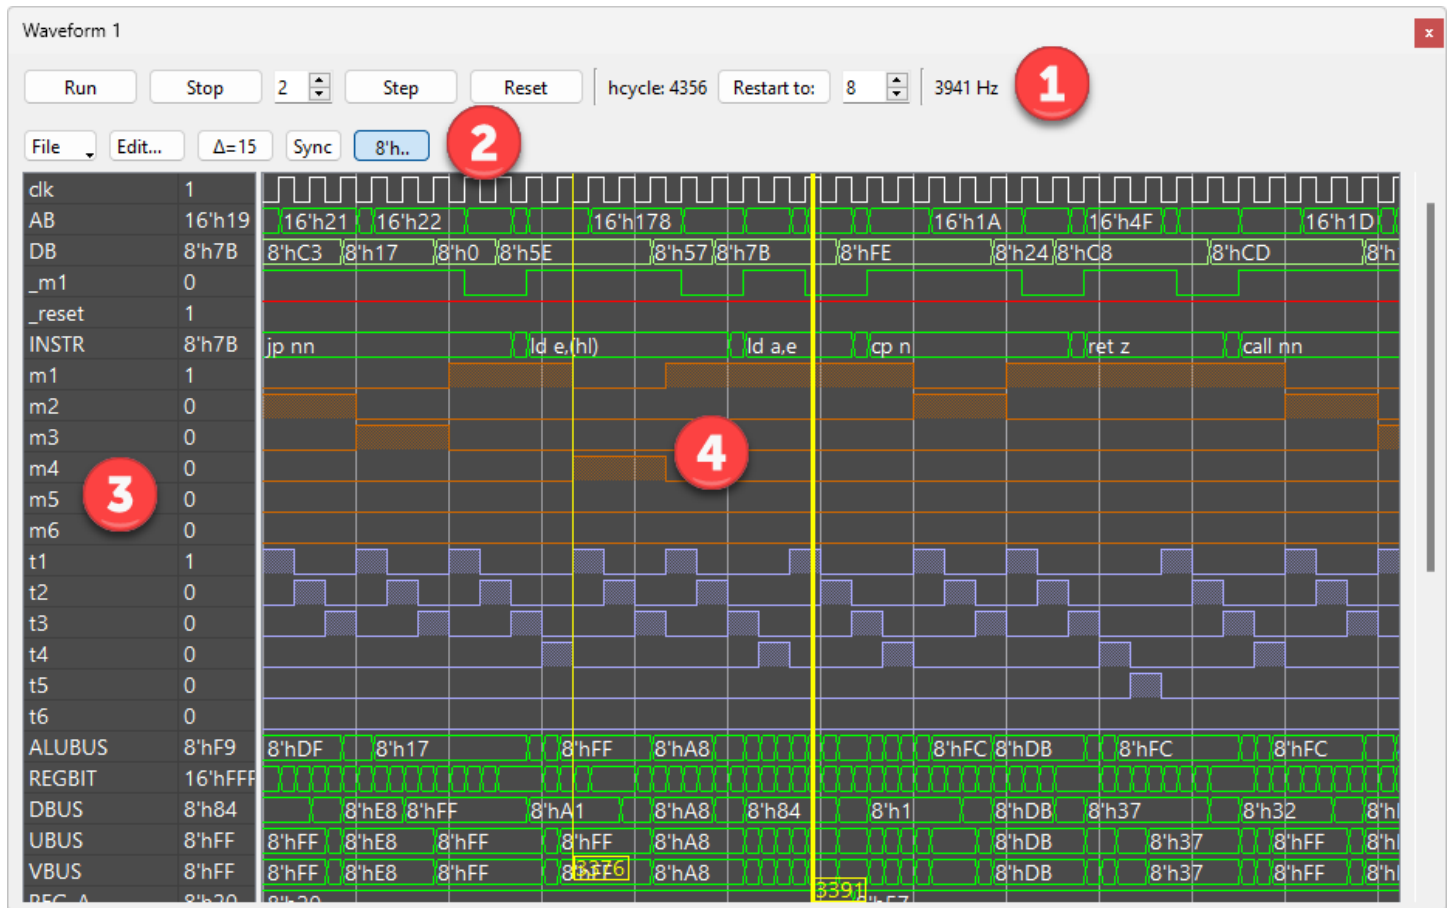 Waveform 1
x
Run Stop 2 Step Reset hcycle: 4356 Restart to: 8 3941 Hz 1
File Edit... Δ=15 Sync 8'h.. 2
clk 1
AB 16'h19 16'h21 16'h22 16'h178 16'h1A 16'h4F 16'h1D
DB 8'h7B 8'hC3 8'h17 8'h0 8'h5E 8'h57 8'h7B 8'hFE 8'h24 8'hC8 8'hCD 8'h
_m1 0
_reset 1
INSTR 8'h7B jp nn ld e,(hl) ld a,e cp n ret z call nn
m1 1
m2 0
m3 0
m4 0 4
m5 0 3
m6 0
t1 1
t2 0
t3 0
t4 0
t5 0
t6 0
ALUBUS 8'hF9 8'hDF 8'h17 8'hFF 8'hA8 8'hFC 8'hDB 8'hFC 8'hFC
REGBIT 16'hFFF
DBUS 8'h84 8'hE8 8'hFF 8'hA1 8'hA8 8'h84 8'h1 8'hDB 8'h37 8'h32
UBUS 8'hFF 8'hFF 8'hE8 8'hFF 8'hFF 8'hA8 8'hDB 8'h37 8'hFF
VBUS 8'hFF 8'hFF 8'hE8 8'hFF 8'hFF 3376 8'hA8 8'hDB 8'h37 8'hFF
3391